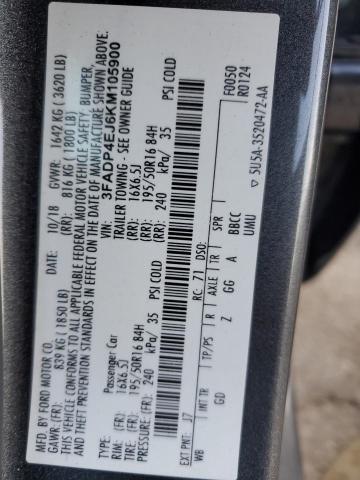 MFD. BY FORD MOTOR CO.
10/18 GVWR: 1642 KG ( 3620 LB)
GAWR: (FR): 839 KG ( 1850 LB) (RR): 816 KG ( 1800 LB)
THIS VEHICLE CONFORMS TO ALL APPLICABLE FEDERAL MOTOR VEHICLE SAFETY, BUMPER,
AND THEFT PREVENTION STANDARDS IN EFFECT ON THE DATE OF MANUFACTURE SHOWN ABOVE.
3FADP4EJ6KM105900
TYPE: Passenger Car TRAILER TOWING - SEE OWNER GUIDE
RIM: (FR): 16X6.5J (RR): 16X6.5J
TIRE: (FR): 195/50R16 84H (RR): 195/50R16 84H
PRESSURE: (FR): 240 kPa/ 35 PSI COLD (RR): 240 kPa/ 35 PSI COLD
EXT PNT: J7 RC: 71 DSO: F0050
WB INT TR TP/PS R AXLE TR SPR R0124
GD Z GG A BBCC
UMU
5U5A-3520472-AA